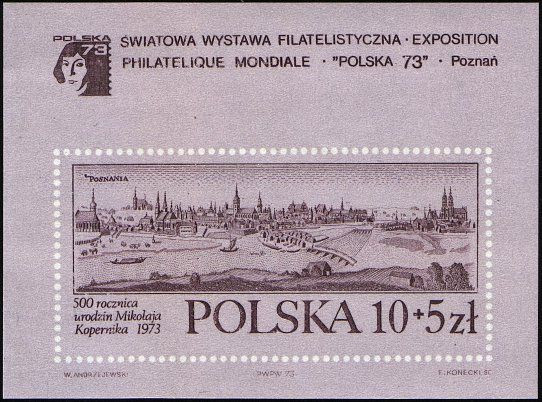 POLSKA
73
ŚWIATOWA WYSTAWA FILATELISTYCZNA · EXPOSITION
PHILATELIQUE MONDIALE · "POLSKA 73" · Poznań
POSNANIA
500 rocznica
urodzin Mikołaja
Kopernika 1973
POLSKA 10+5zł
W. ANDRZEJEWSKI
PWPW 73
E. KONECKI SC.